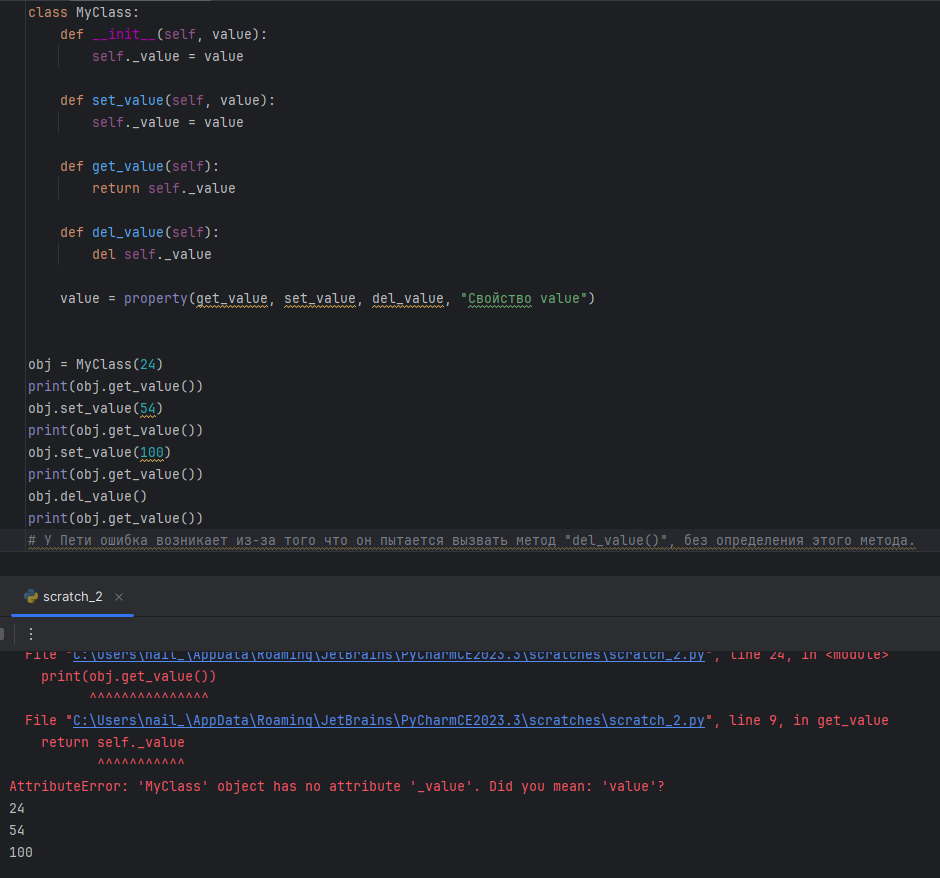 class MyClass:
    def __init__(self, value):
        self._value = value
    def set_value(self, value):
        self._value = value
    def get_value(self):
        return self._value
    def del_value(self):
        del self._value
    value = property(get_value, set_value, del_value, "Свойство value")
obj = MyClass(24)
print(obj.get_value())
obj.set_value(54)
print(obj.get_value())
obj.set_value(100)
print(obj.get_value())
obj.del_value()
print(obj.get_value())
# У Пети ошибка возникает из-за того что он пытается вызвать метод "del_value()", без определения этого метода.
scratch_2
File "C:\Users\nail_\AppData\Roaming\JetBrains\PyCharmCE2023.3\scratches\scratch_2.py", line 24, in <module>
    print(obj.get_value())
          ^^^^^^^^^^^^^^^
File "C:\Users\nail_\AppData\Roaming\JetBrains\PyCharmCE2023.3\scratches\scratch_2.py", line 9, in get_value
    return self._value
           ^^^^^^^^^^^
AttributeError: 'MyClass' object has no attribute '_value'. Did you mean: 'value'?
24
54
100